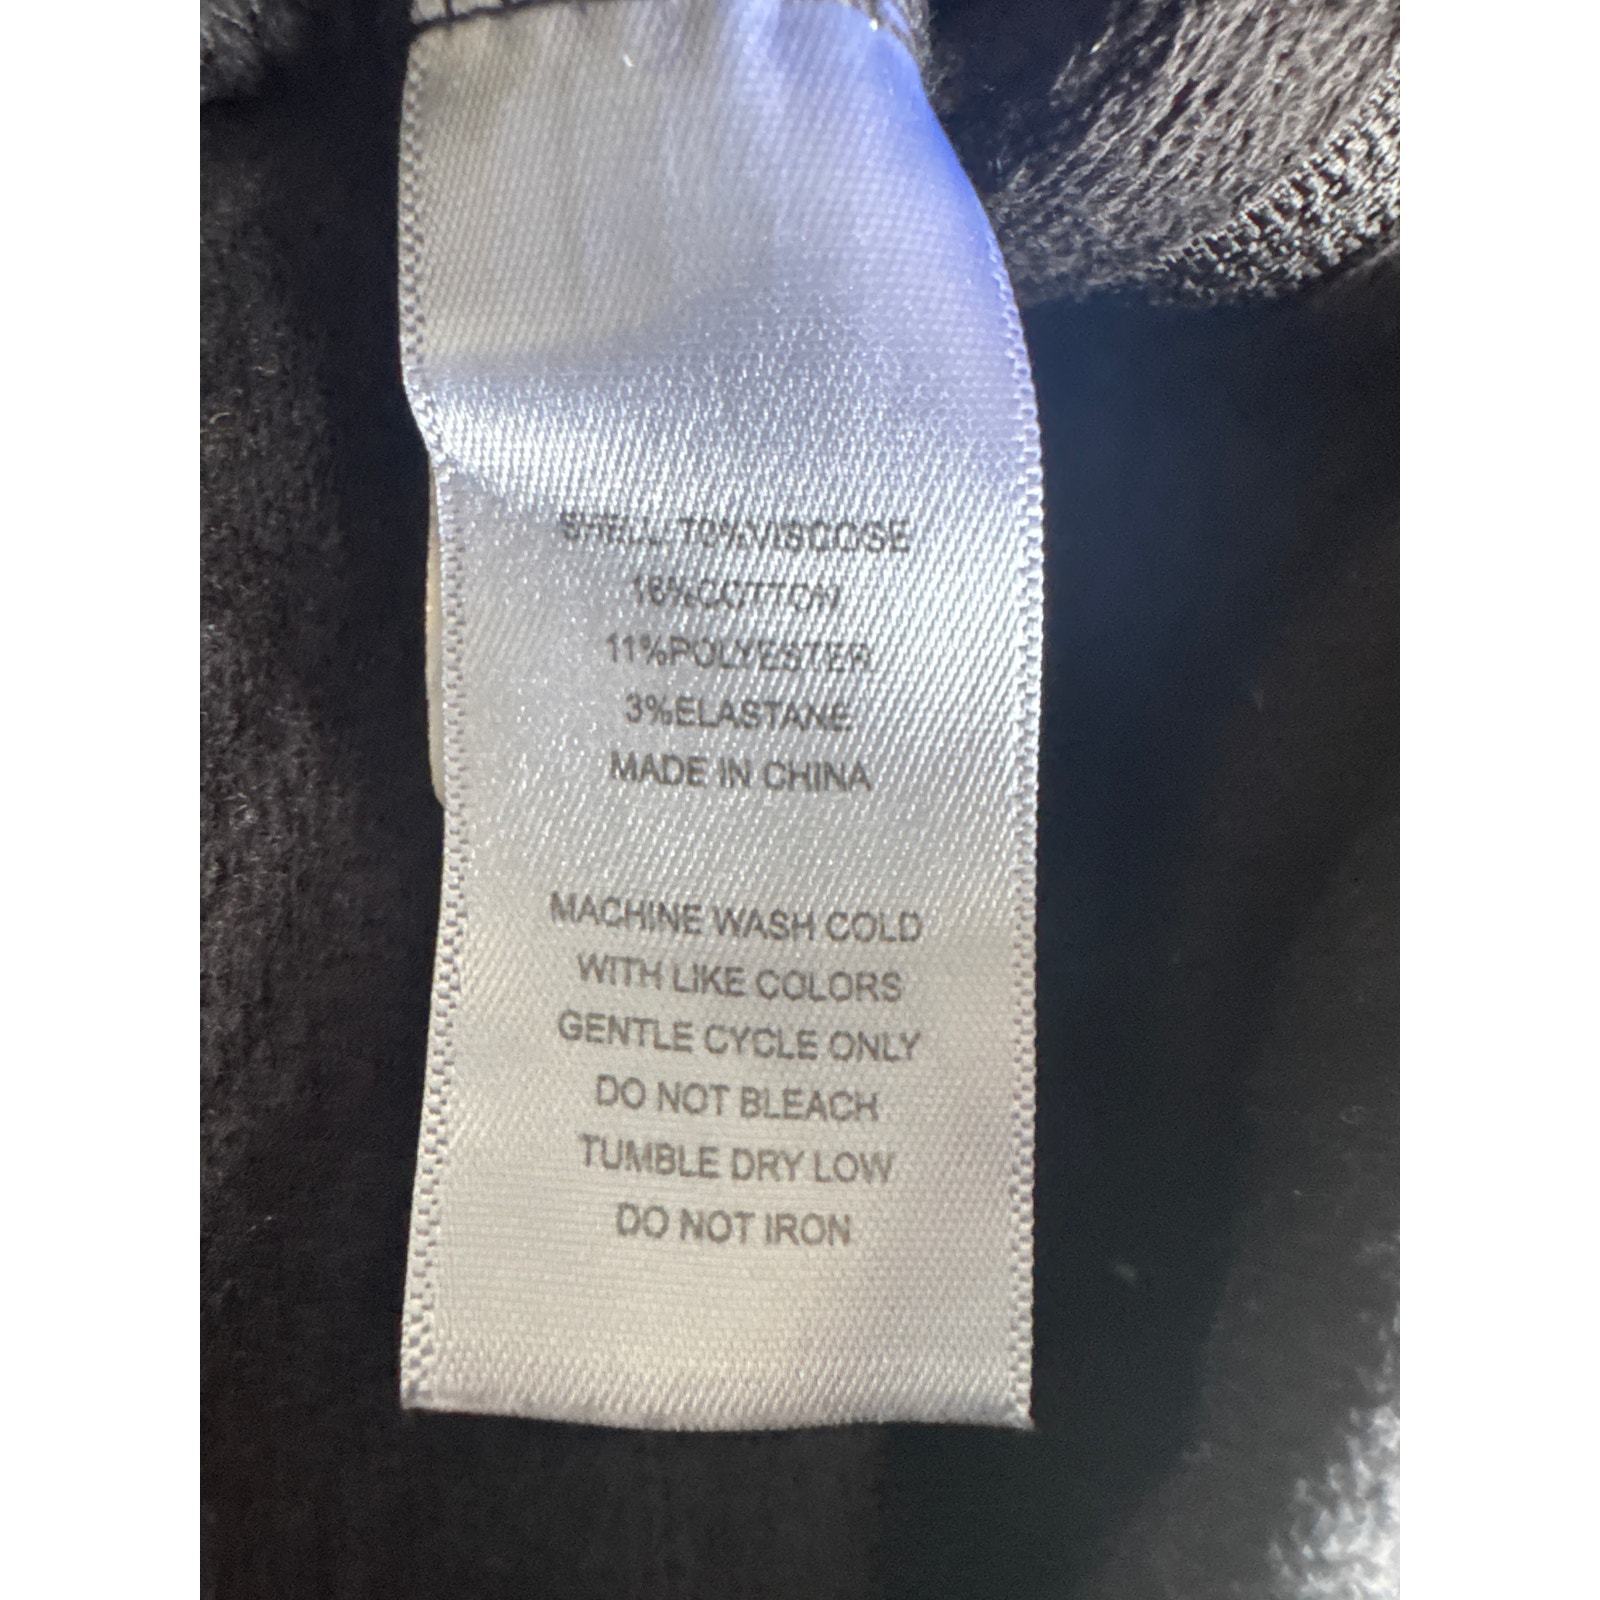 SHELL:70%VISCOSE
16%COTTON
11%POLYESTER
3%ELASTANE
MADE IN CHINA
MACHINE WASH COLD
WITH LIKE COLORS
GENTLE CYCLE ONLY
DO NOT BLEACH
TUMBLE DRY LOW
DO NOT IRON